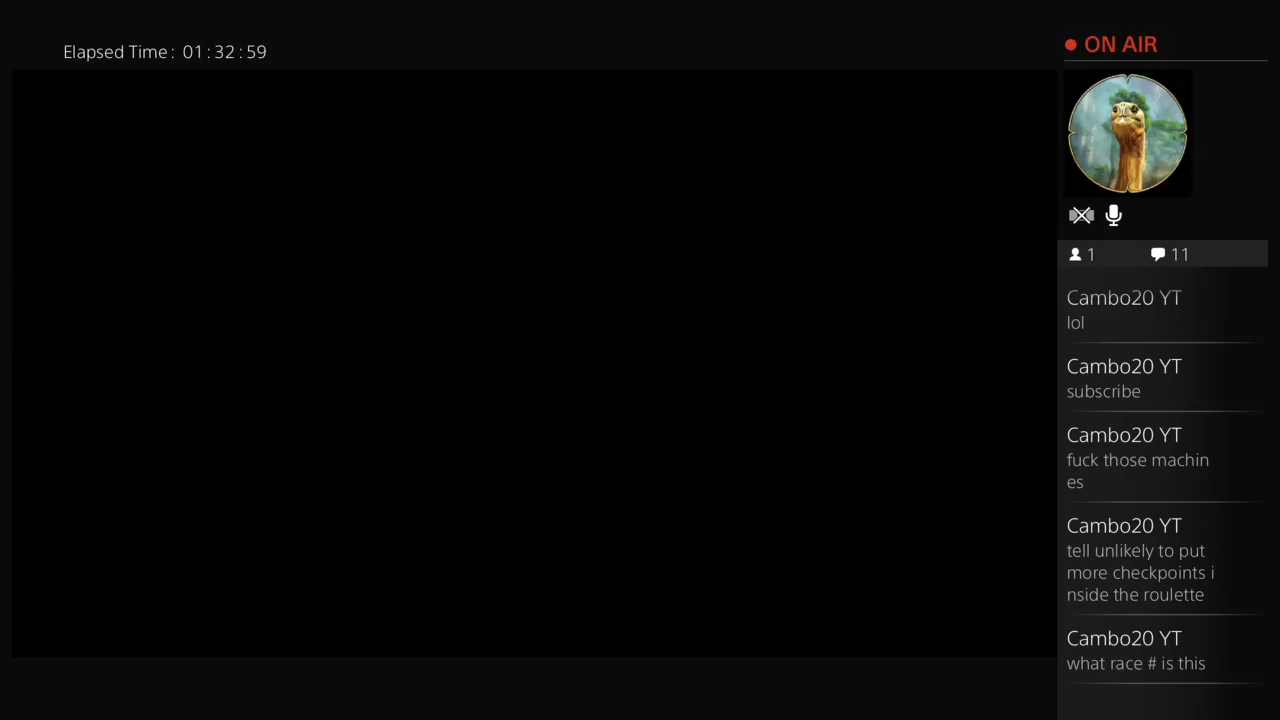 Elapsed Time: 01:32:59
ON AIR
1 11
Cambo20 YT
lol
Cambo20 YT
subscribe
Cambo20 YT
fuck those machin
es
Cambo20 YT
tell unlikely to put
more checkpoints i
nside the roulette
Cambo20 YT
what race # is this